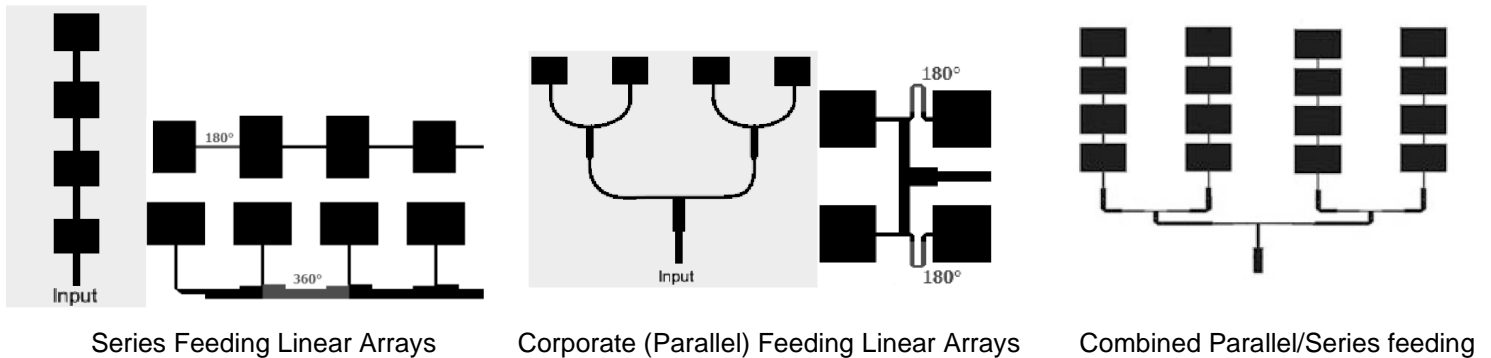 180°
360°
Input
180°
180°
Input
Series Feeding Linear Arrays
Corporate (Parallel) Feeding Linear Arrays
Combined Parallel/Series feeding